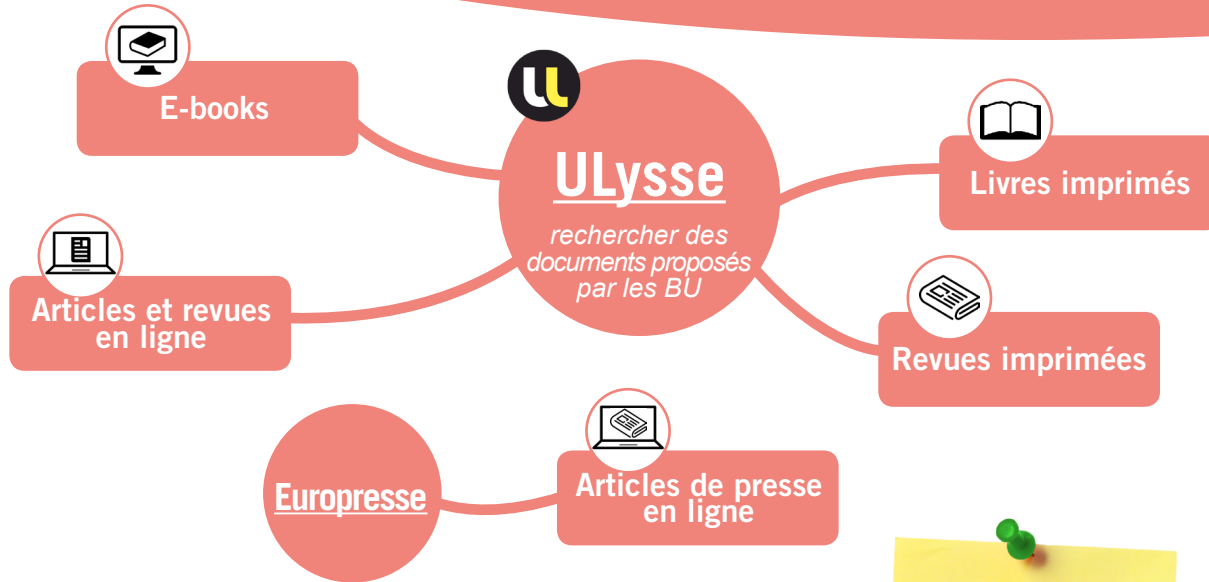 E-books
ULysse
rechercher des
documents proposés
par les BU
Livres imprimés
Articles et revues
en ligne
Revues imprimées
Europresse
Articles de presse
en ligne